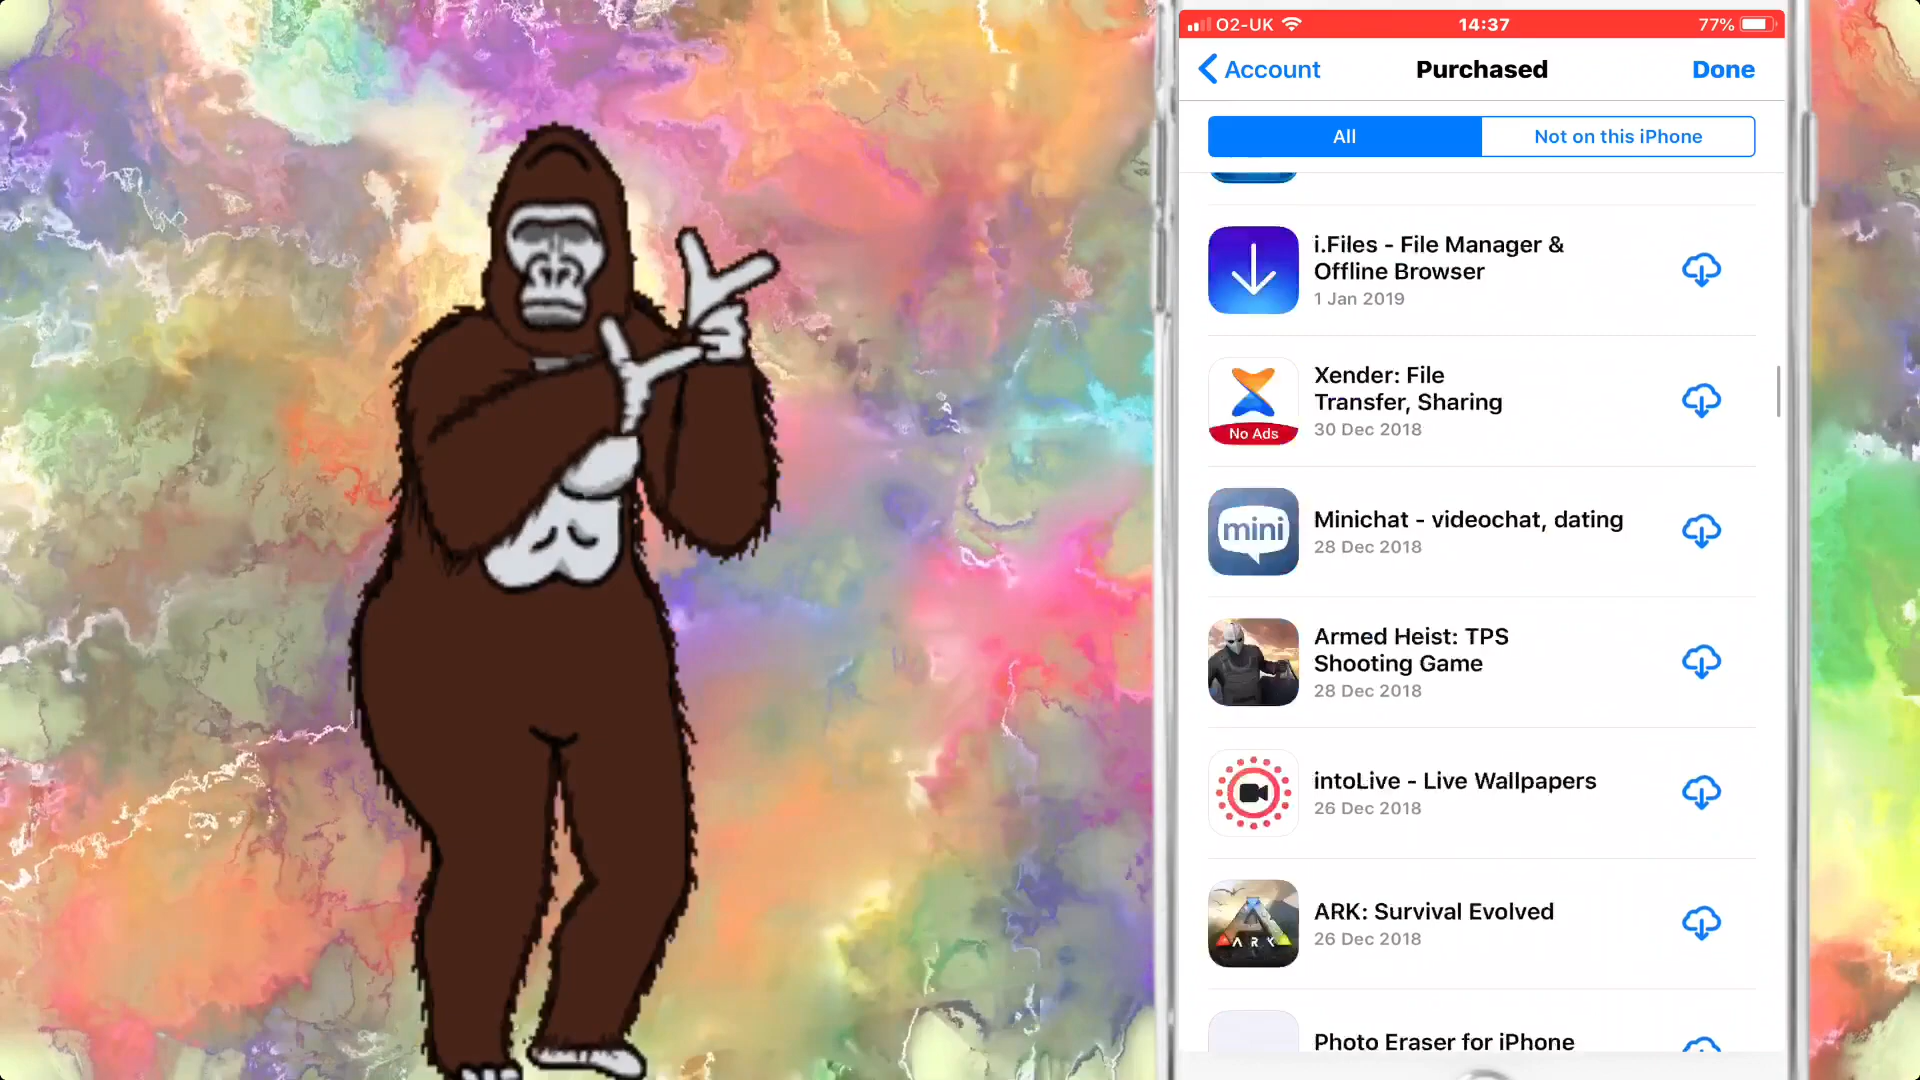 O2-UK
14:37
77%
Account
Purchased
Done
All
Not on this iPhone
i.Files - File Manager &
Offline Browser
1 Jan 2019
Xender: File
Transfer, Sharing
30 Dec 2018
No Ads
mini
Minichat - videochat, dating
28 Dec 2018
Armed Heist: TPS
Shooting Game
28 Dec 2018
intoLive - Live Wallpapers
26 Dec 2018
ARK
ARK: Survival Evolved
26 Dec 2018
Photo Eraser for iPhone